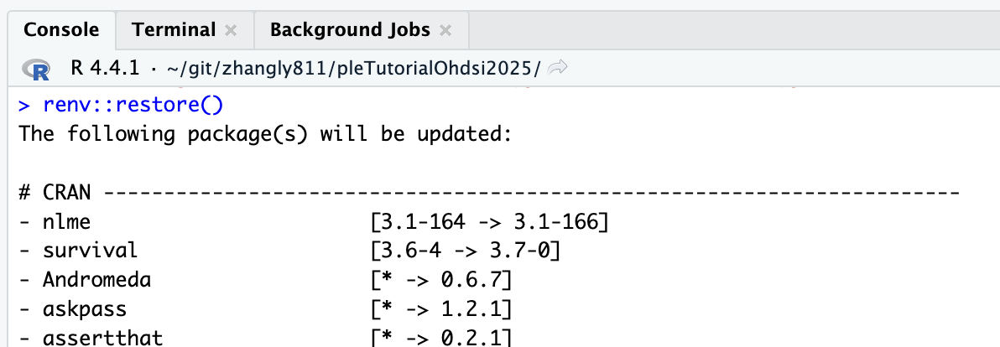 Console Terminal × Background Jobs ×
R R 4.4.1 · ~/git/zhangly811/pleTutorialOhdsi2025/
> renv::restore()
The following package(s) will be updated:
# CRAN -----------------------------------------------------------------------
- nlme [3.1-164 -> 3.1-166]
- survival [3.6-4 -> 3.7-0]
- Andromeda [* -> 0.6.7]
- askpass [* -> 1.2.1]
- assertthat [* -> 0.2.1]